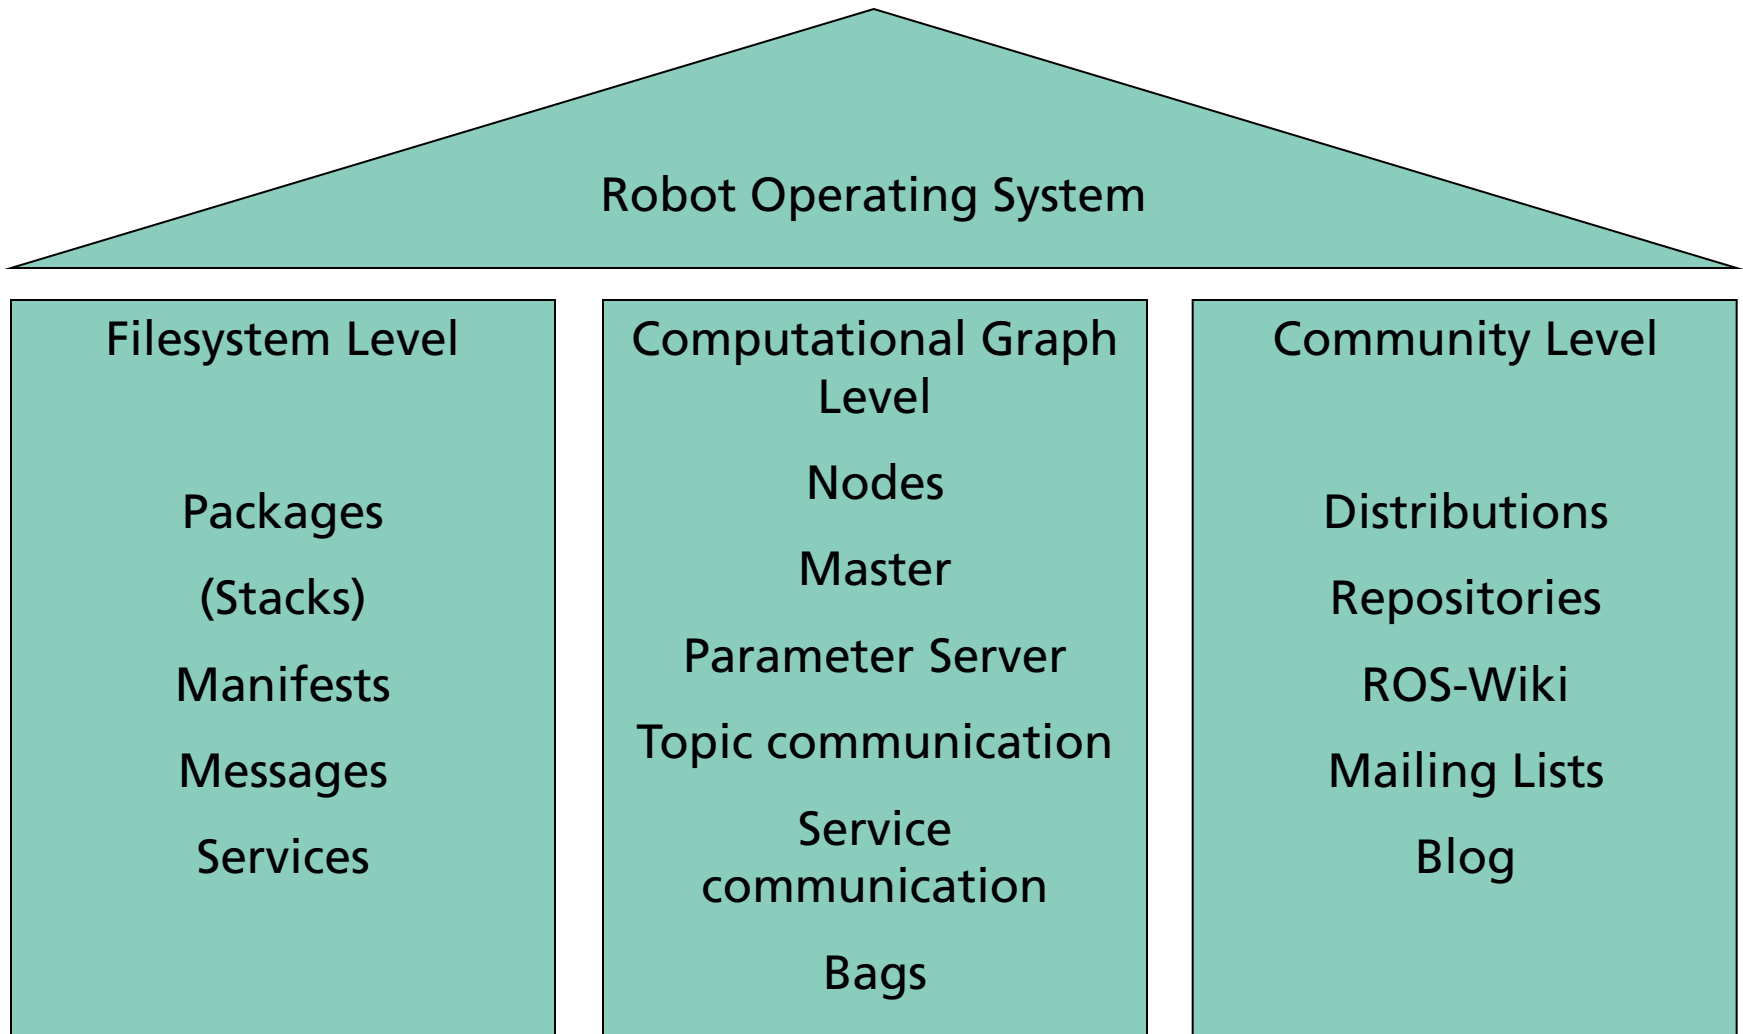 Robot Operating System
Filesystem Level
Packages
(Stacks)
Manifests
Messages
Services
Computational Graph
Level
Nodes
Master
Parameter Server
Topic communication
Service
communication
Bags
Community Level
Distributions
Repositories
ROS-Wiki
Mailing Lists
Blog